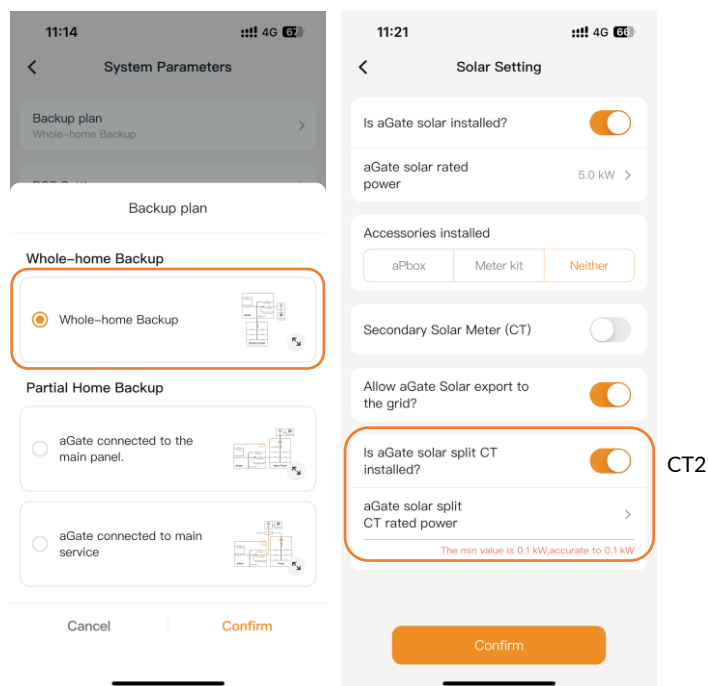 11:14
4G 67
System Parameters
Backup plan
Whole-home Backup
Backup plan
Whole-home Backup
Whole-home Backup
Partial Home Backup
aGate connected to the
main panel.
aGate connected to main
service
Cancel
Confirm
11:21
4G 66
Solar Setting
Is aGate solar installed?
aGate solar rated
power
5.0 kW
Accessories installed
aPbox
Meter kit
Neither
Secondary Solar Meter (CT)
Allow aGate Solar export to
the grid?
Is aGate solar split CT
installed?
aGate solar split
CT rated power
The min value is 0.1 kW,accurate to 0.1 kW
Confirm
CT2